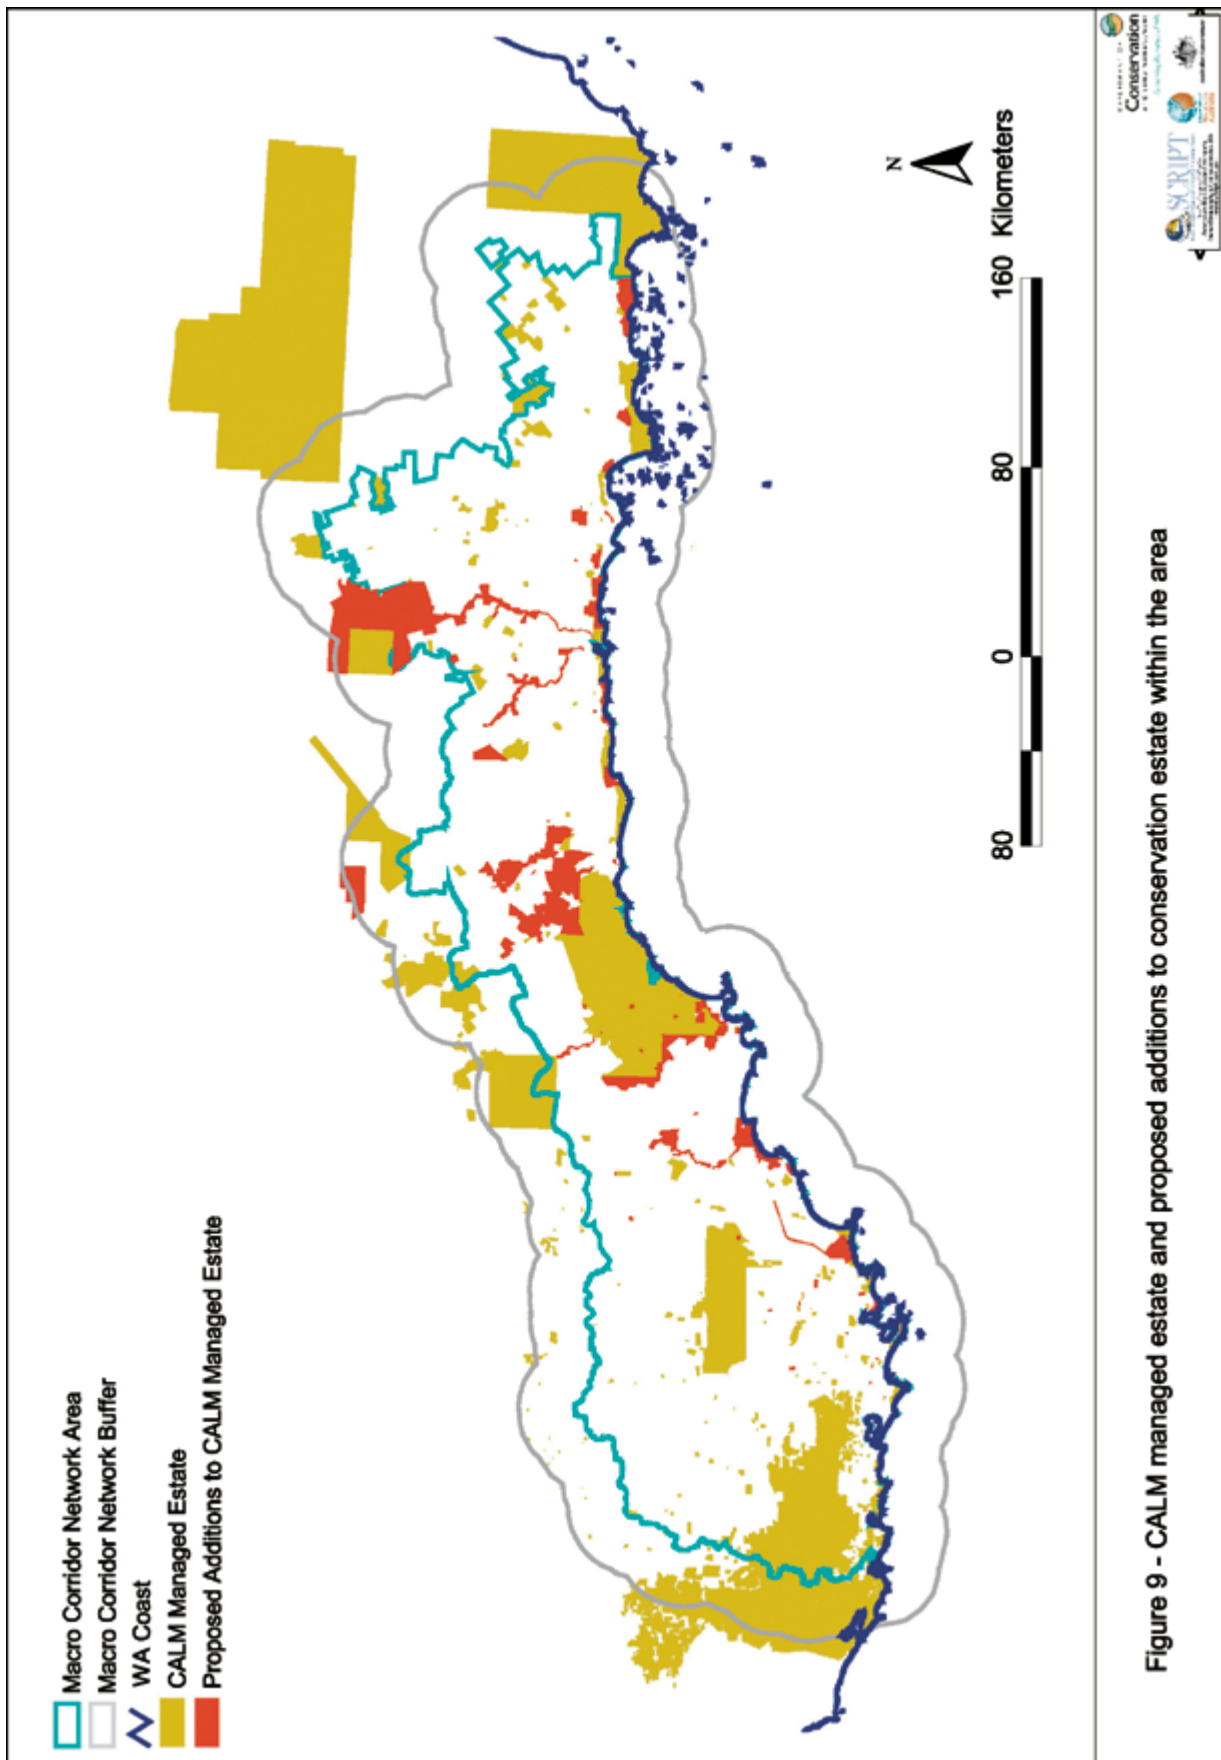 Macro Corridor Network Area
Macro Corridor Network Buffer
WA Coast
CALM Managed Estate
Proposed Additions to CALM Managed Estate
N
80 0 80 160 Kilometers
Figure 9 - CALM managed estate and proposed additions to conservation estate within the area
Conservation
SCRIPT